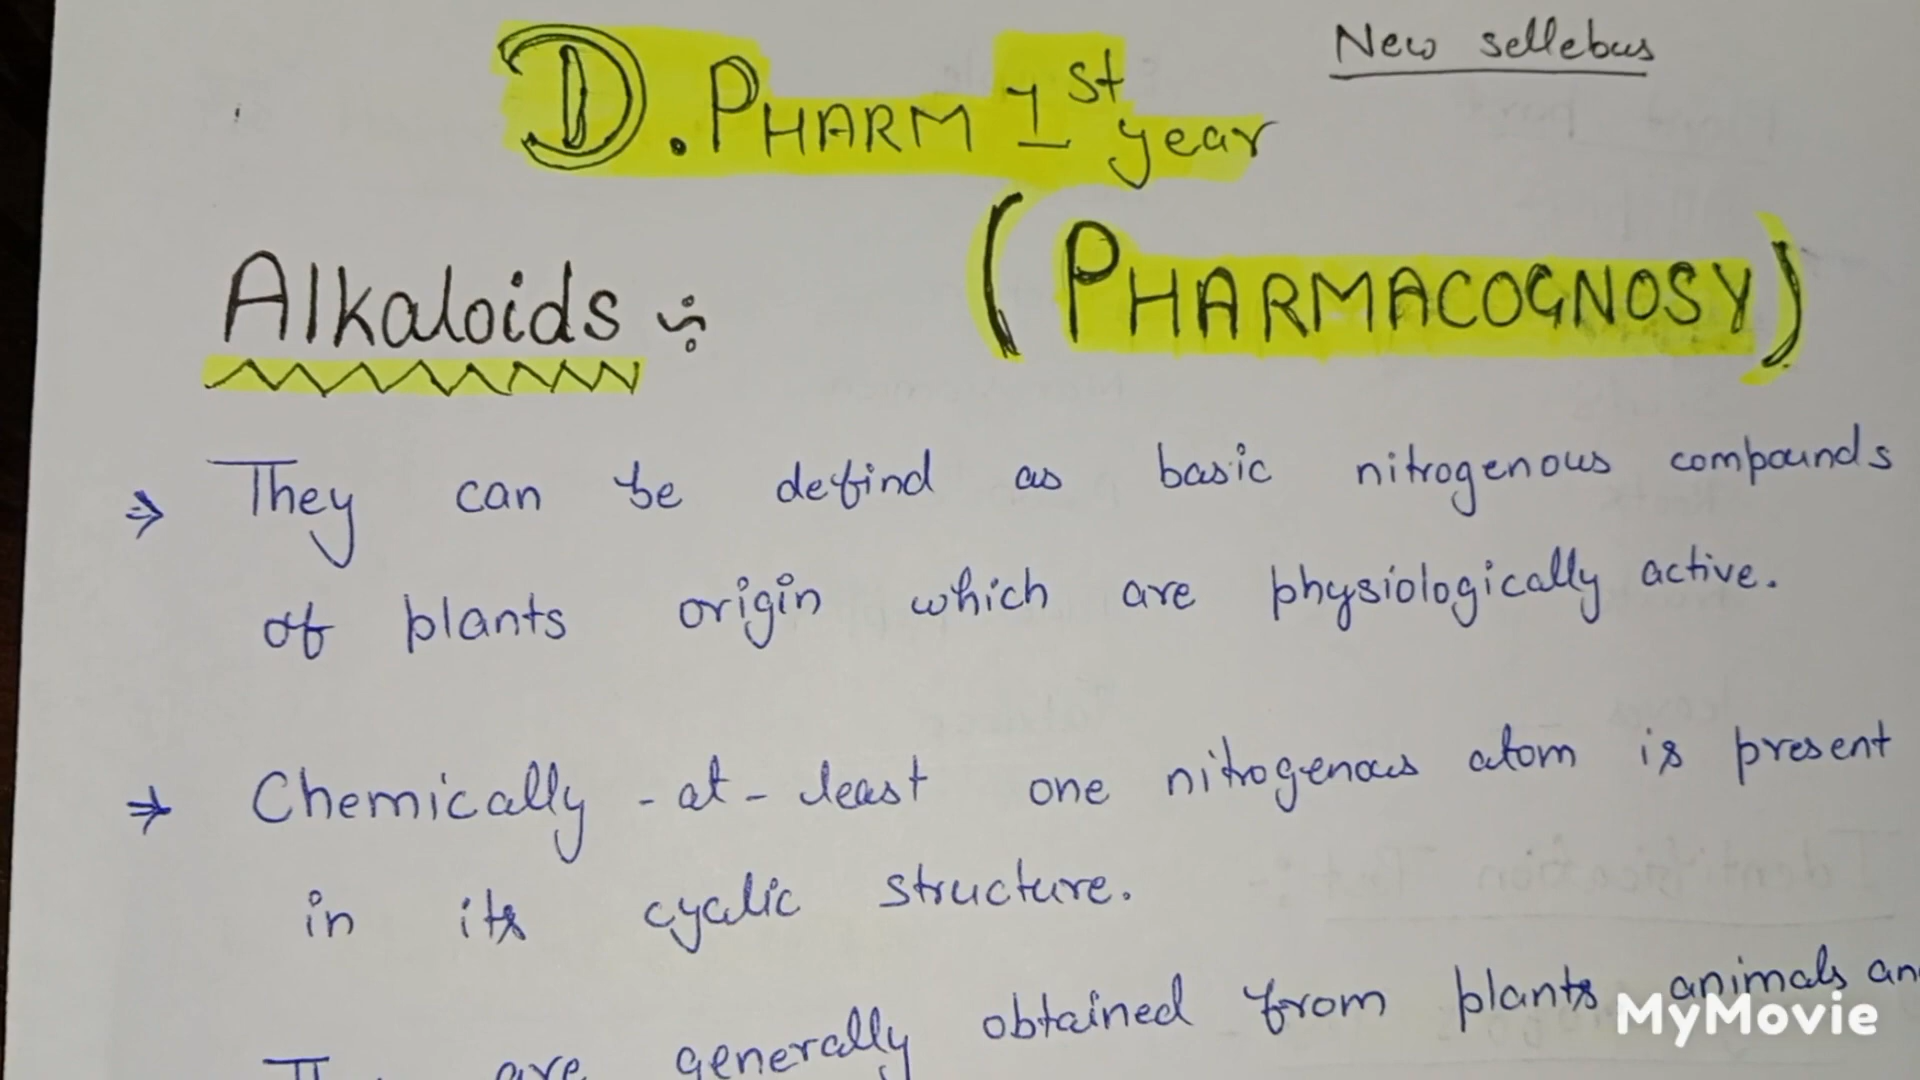 New sellebus
D. PHARM 1st year
(PHARMACOGNOSY)
Alkaloids :
⇒ They can be defind as basic nitrogenous compounds
of plants origin which are physiologically active.
⇒ Chemically -at- least one nitrogenous atom is present
in its cyclic structure.
are generally obtained from plants animals an
MyMovie